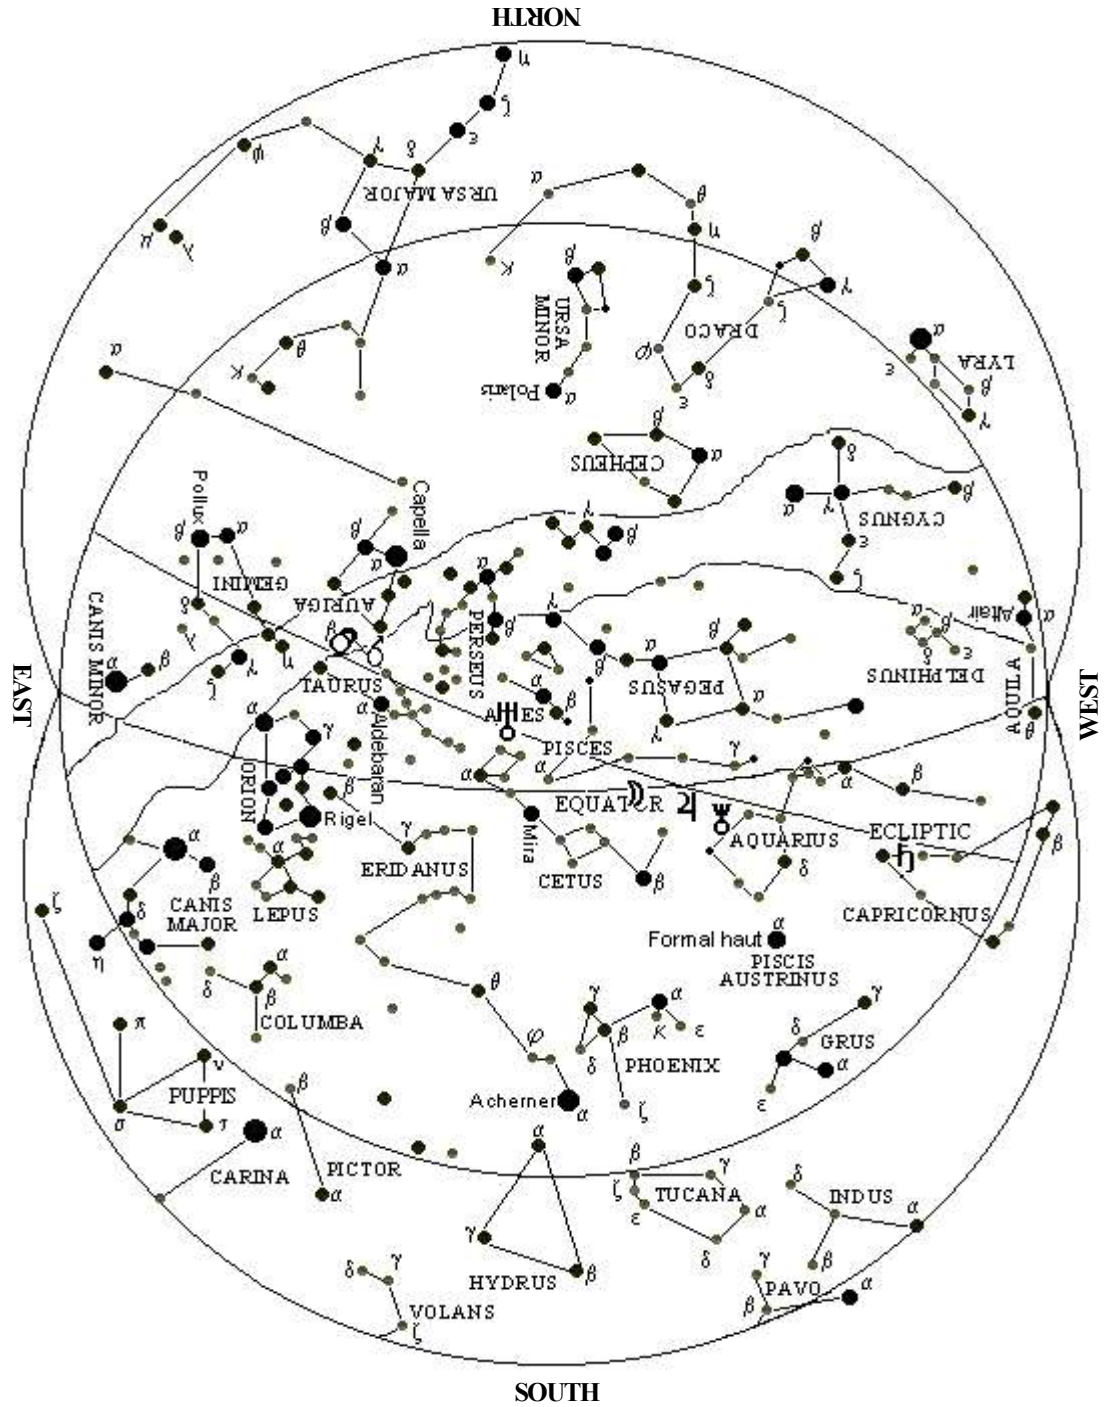 NORTH
η
ζ
ε
ψ
γ
δ
URSA MAJOR
α
θ
β
μ
λ
α
κ
η
β
γ
β
URSA
MINOR
ζ
ζ
DRACO
φ
α
LYRA
ε
β
γ
θ
κ
α
Polaris
α
δ
ε
β
CEPHEUS
α
δ
Pollux
Capella
β
α
γ
CYGNUS
β
α
γ
β
β
α
ε
GEMINI
α
ζ
AURIGA
PERSEUS
δ
β
γ
β
Altair
α
α
β
δ
ε
DELPHINUS
CANIS MINOR
λ
γ
η
ζ
α
β
TAURUS
β
α
PEGASUS
β
α
γ
EAST
WEST
AQUILA
θ
α
Aldebaran
β
ARIES
PISCES
α
γ
α
γ
ORION
β
Rigel
α
EQUATOR
α
β
Mira
AQUARIUS
ECLIPTIC
β
γ
ERIDANUS
CETUS
β
δ
α
β
α
LEPUS
CANIS
MAJOR
δ
η
ζ
CAPRICORNUS
Formal haut
α
PISCIS
AUSTRINUS
δ
α
β
COLUMBA
θ
γ
α
β
κ
ε
δ
PHOENIX
γ
δ
GRUS
α
ε
π
ν
PUPPIS
σ
τ
β
φ
Acherner
α
ζ
α
CARINA
PICTOR
α
α
β
γ
ζ
TUCANA
ε
α
δ
δ
INDUS
α
β
γ
HYDRUS
β
δ
γ
VOLANS
ζ
γ
PAVO
α
β
SOUTH